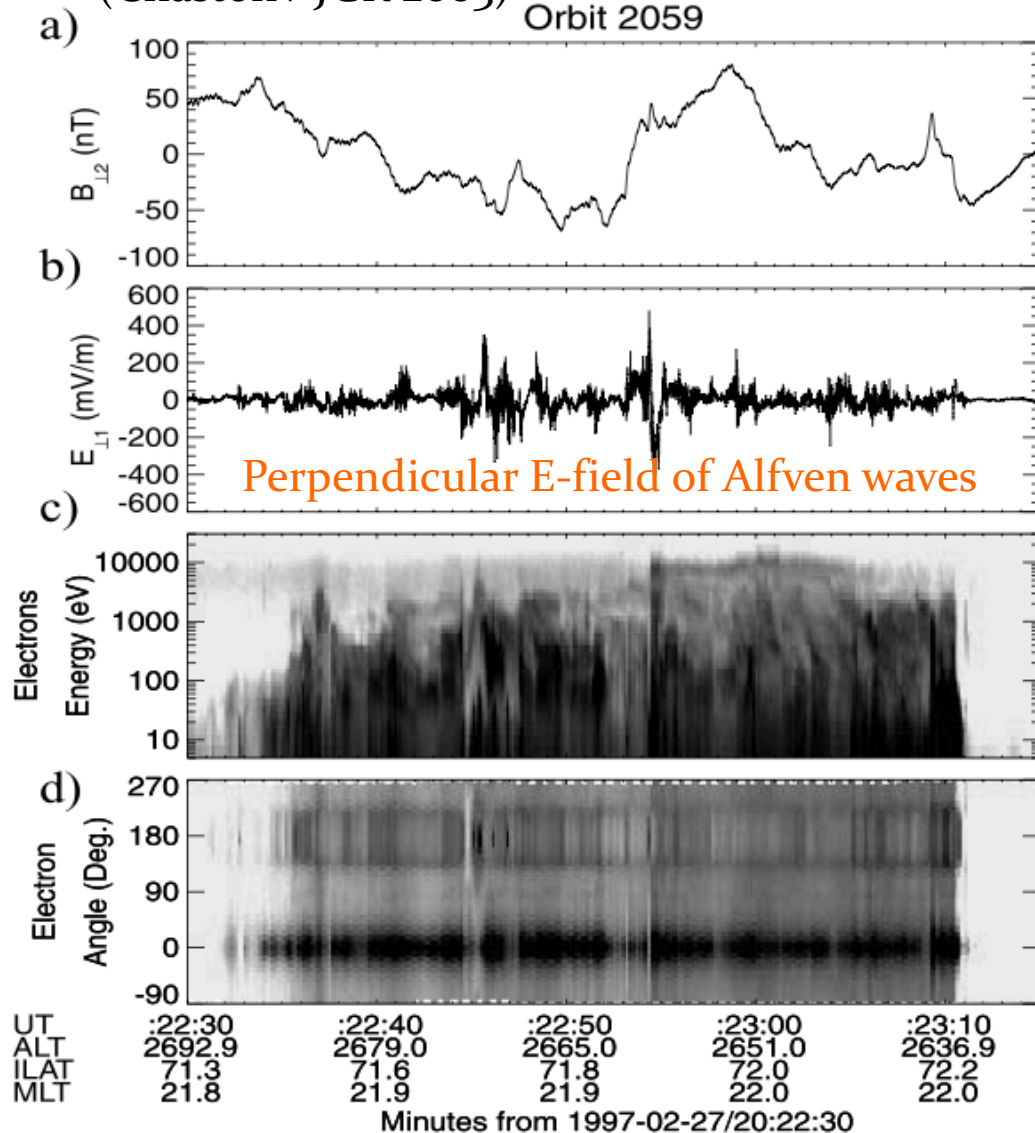 (Chaston+ JGR 2003)
Orbit 2059
a)
100
50
0
-50
-100
B⊥2 (nT)
b)
600
400
200
0
-200
-400
-600
E⊥1 (mV/m)
Perpendicular E-field of Alfven waves
c)
10000
1000
100
10
Electrons
Energy (eV)
d)
270
180
90
0
-90
Electron
Angle (Deg.)
UT :22:30 :22:40 :22:50 :23:00 :23:10
ALT 2692.9 2679.0 2665.0 2651.0 2636.9
ILAT 71.3 71.6 71.8 72.0 72.2
MLT 21.8 21.9 21.9 22.0 22.0
Minutes from 1997-02-27/20:22:30